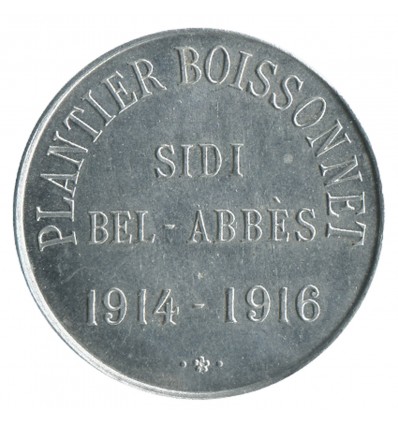 PLANTIER BOISSONNET
SIDI
BEL - ABBÈS
1914 - 1916